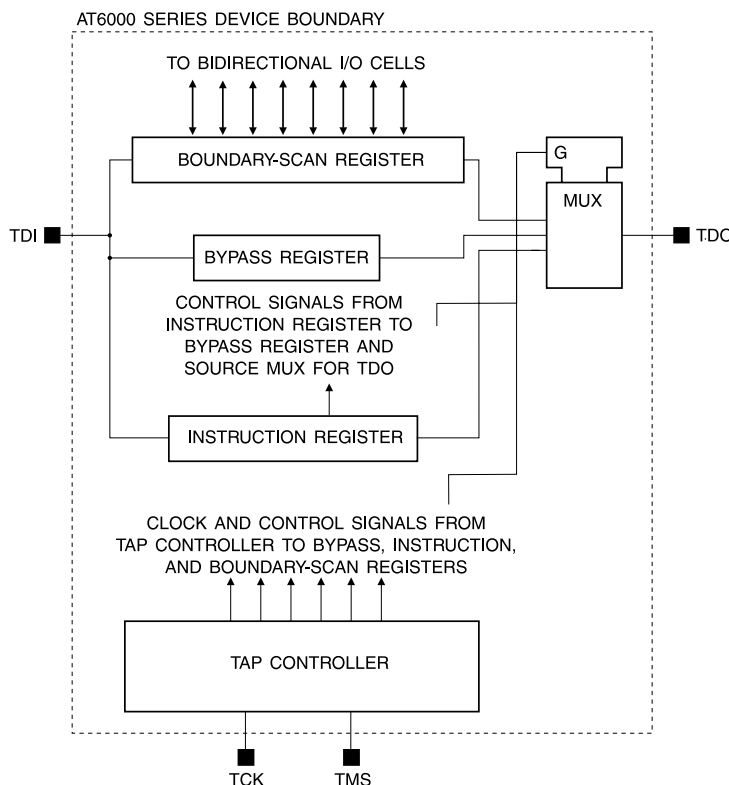 AT6000 SERIES DEVICE BOUNDARY
TO BIDIRECTIONAL I/O CELLS
BOUNDARY-SCAN REGISTER
G
MUX
TDI
TDO
BYPASS REGISTER
CONTROL SIGNALS FROM
INSTRUCTION REGISTER TO
BYPASS REGISTER AND
SOURCE MUX FOR TDO
INSTRUCTION REGISTER
CLOCK AND CONTROL SIGNALS FROM
TAP CONTROLLER TO BYPASS, INSTRUCTION,
AND BOUNDARY-SCAN REGISTERS
TAP CONTROLLER
TCK
TMS